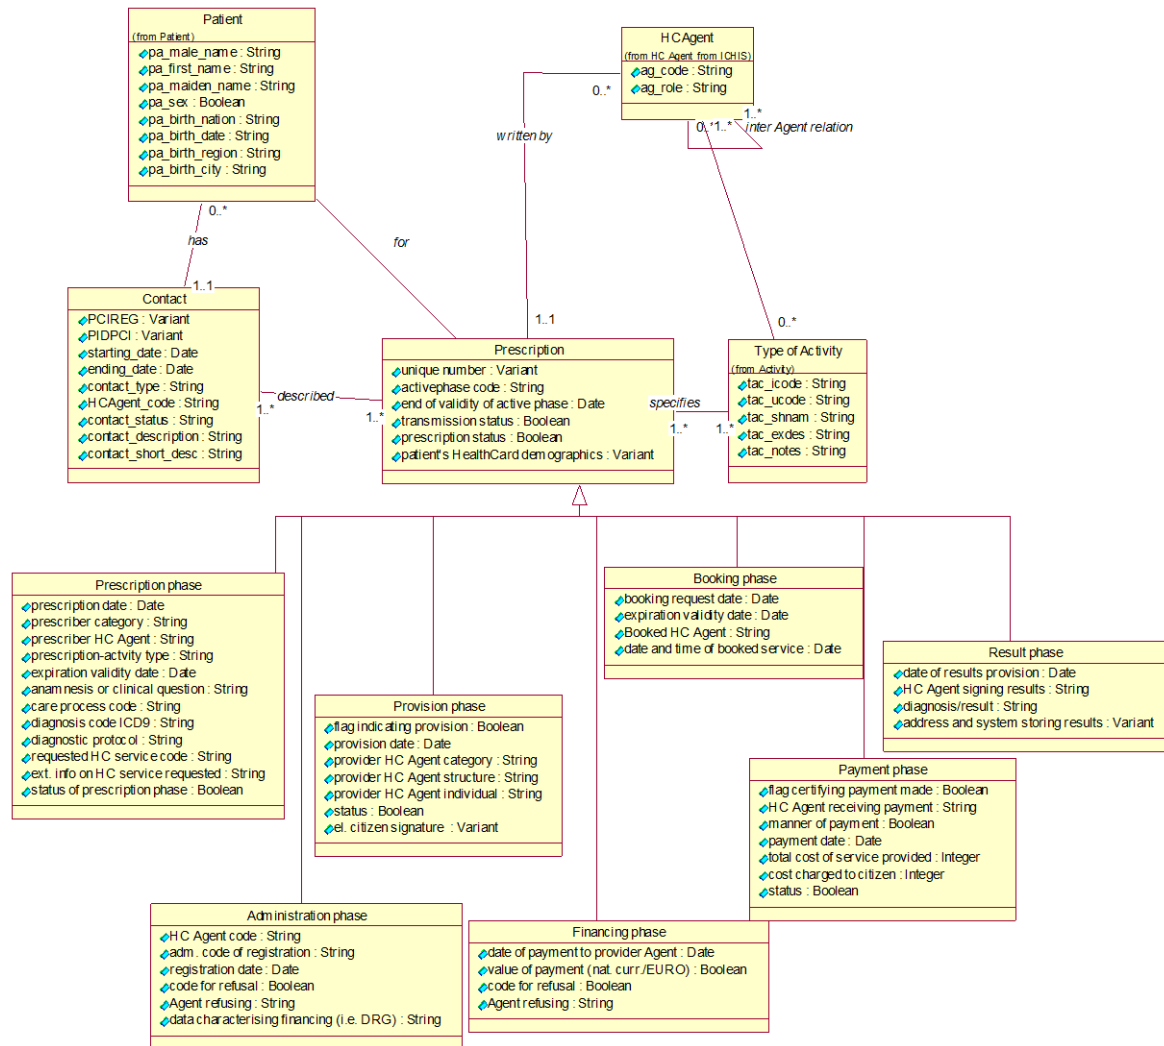 Patient
(from Patient)
pa_male_name : String
pa_first_name : String
pa_maiden_name : String
pa_sex : Boolean
pa_birth_nation : String
pa_birth_date : String
pa_birth_region : String
pa_birth_city : String
HCAgent
(from HC Agent from ICHIS)
ag_code : String
ag_role : String
0..*
written by
1..*
0..*
1..*
inter Agent relation
0..*
has
1..1
for
1..1
0..*
Contact
PCIREG : Variant
PIDPCI : Variant
starting_date : Date
ending_date : Date
contact_type : String
HCAgent_code : String
contact_status : String
contact_description : String
contact_short_desc : String
described
1..*
1..*
Prescription
unique number : Variant
activephase code : String
end of validity of active phase : Date
transmission status : Boolean
prescription status : Boolean
patient's HealthCard demographics : Variant
specifies
1..*
1..*
Type of Activity
(from Activity)
tac_icode : String
tac_ucode : String
tac_shnam : String
tac_exdes : String
tac_notes : String
Prescription phase
prescription date : Date
prescriber category : String
prescriber HC Agent : String
prescription-actvity type : String
expiration validity date : Date
anamnesis or clinical question : String
care process code : String
diagnosis code ICD9 : String
diagnostic protocol : String
requested HC service code : String
ext. info on HC service requested : String
status of prescription phase : Boolean
Provision phase
flag indicating provision : Boolean
provision date : Date
provider HC Agent category : String
provider HC Agent structure : String
provider HC Agent individual : String
status : Boolean
el. citizen signature : Variant
Booking phase
booking request date : Date
expiration validity date : Date
Booked HC Agent : String
date and time of booked service : Date
Result phase
date of results provision : Date
HC Agent signing results : String
diagnosis/result : String
address and system storing results : Variant
Payment phase
flag certifying payment made : Boolean
HC Agent receiving payment : String
manner of payment : Boolean
payment date : Date
total cost of service provided : Integer
cost charged to citizen : Integer
status : Boolean
Administration phase
HC Agent code : String
adm. code of registration : String
registration date : Date
code for refusal : Boolean
Agent refusing : String
data characterising financing (i.e. DRG) : String
Financing phase
date of payment to provider Agent : Date
value of payment (nat. curr./EURO) : Boolean
code for refusal : Boolean
Agent refusing : String